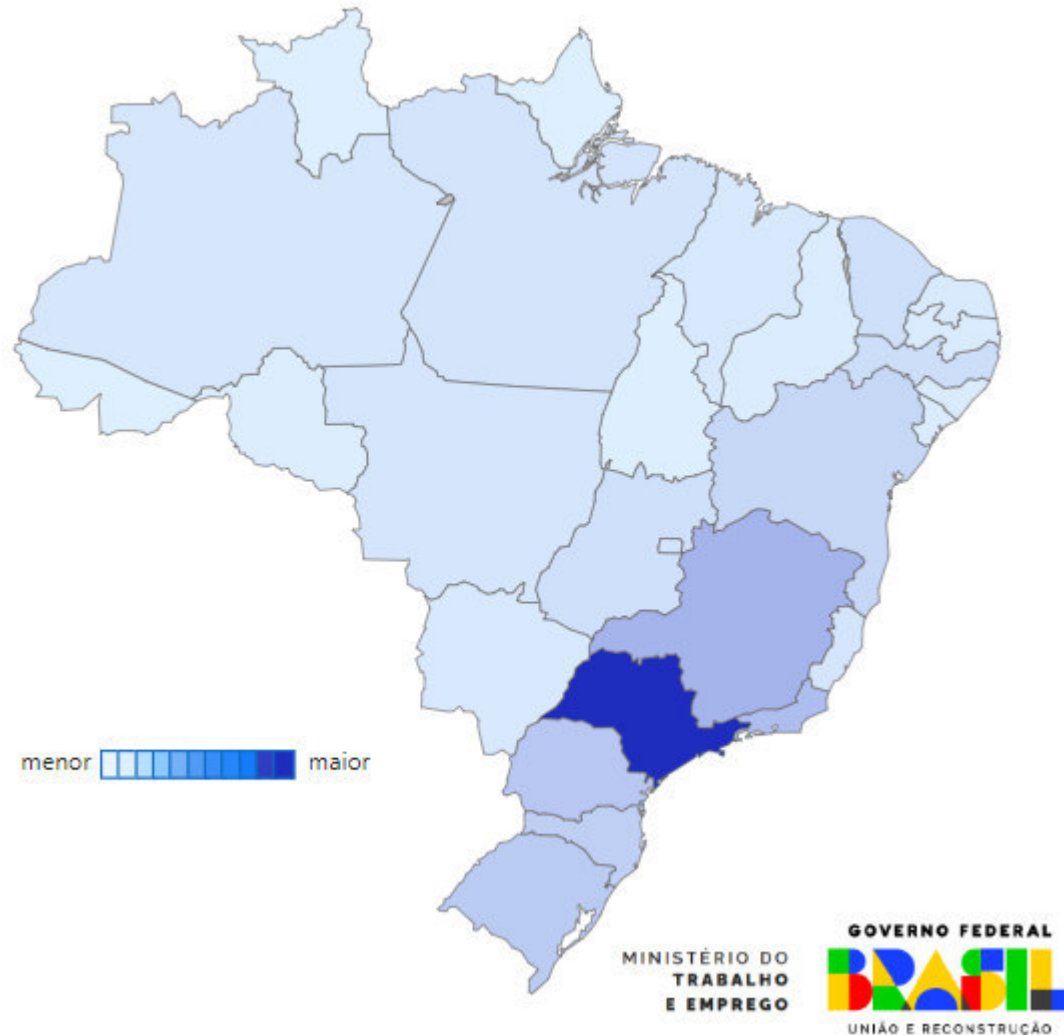 menor
maior
MINISTÉRIO DO
TRABALHO
E EMPREGO
GOVERNO FEDERAL
BRASIL
UNIÃO E RECONSTRUÇÃO